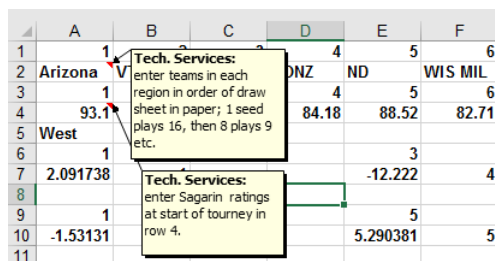 A B C D E F
1 1 4 5 6
2 Arizona ONZ ND WIS MIL
3 1 4 5 6
4 93.1 84.18 88.52 82.71
5 West
6 1 3
7 2.091738 -12.222 4
8
9 1 5
10 -1.53131 5.290381 5
11
Tech. Services:
enter teams in each
region in order of draw
sheet in paper; 1 seed
plays 16, then 8 plays 9
etc.
Tech. Services:
enter Sagarin ratings
at start of tourney in
row 4.